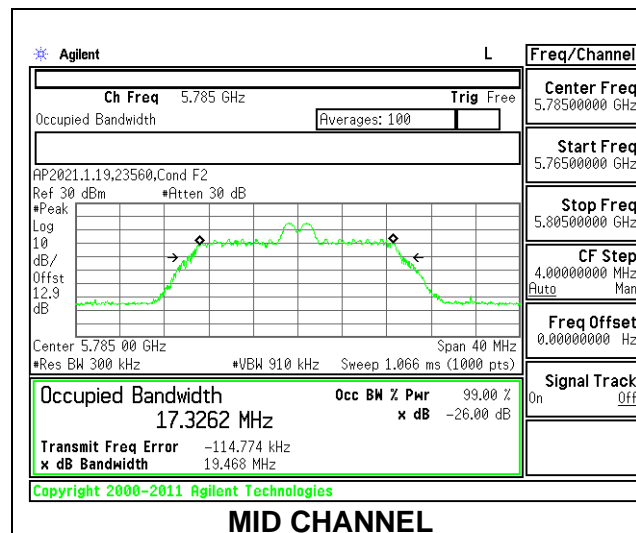 Agilent L Freq/Channel
Ch Freq 5.785 GHz Trig Free
Occupied Bandwidth Averages: 100
AP2021.1.19,23560,Cond F2
Ref 30 dBm #Atten 30 dB
#Peak
Log
10
dB/
Offst
12.9
dB
Center 5.785 00 GHz Span 40 MHz
#Res BW 300 kHz #VBW 910 kHz Sweep 1.066 ms (1000 pts)
Occupied Bandwidth Occ BW % Pwr 99.00 %
17.3262 MHz x dB -26.00 dB
Transmit Freq Error -114.774 kHz
x dB Bandwidth 19.468 MHz
Copyright 2000-2011 Agilent Technologies
Center Freq
5.78500000 GHz
Start Freq
5.76500000 GHz
Stop Freq
5.80500000 GHz
CF Step
4.00000000 MHz
Auto Man
Freq Offset
0.00000000 Hz
Signal Track
On Off
MID CHANNEL